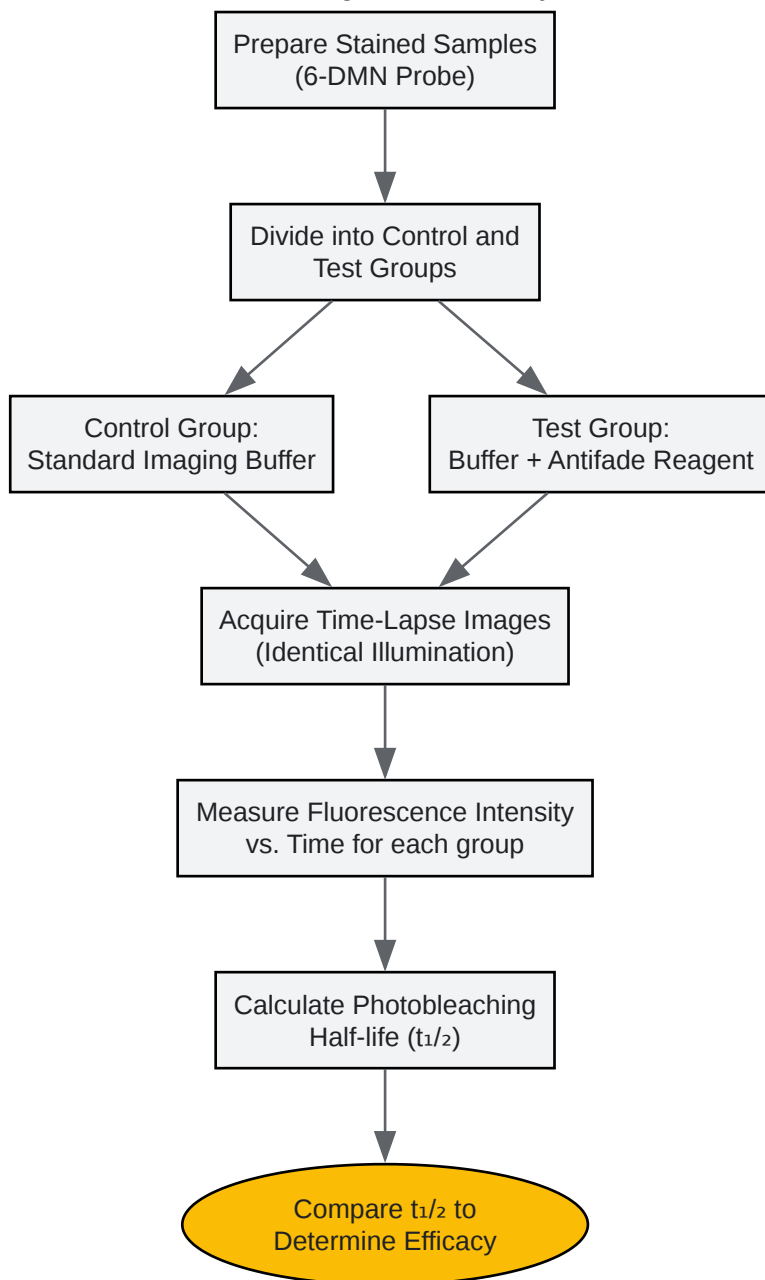 Prepare Stained Samples
(6-DMN Probe)
Divide into Control and
Test Groups
Control Group:
Standard Imaging Buffer
Test Group:
Buffer + Antifade Reagent
Acquire Time-Lapse Images
(Identical Illumination)
Measure Fluorescence Intensity
vs. Time for each group
Calculate Photobleaching
Half-life (t₁/₂)
Compare t₁/₂ to
Determine Efficacy